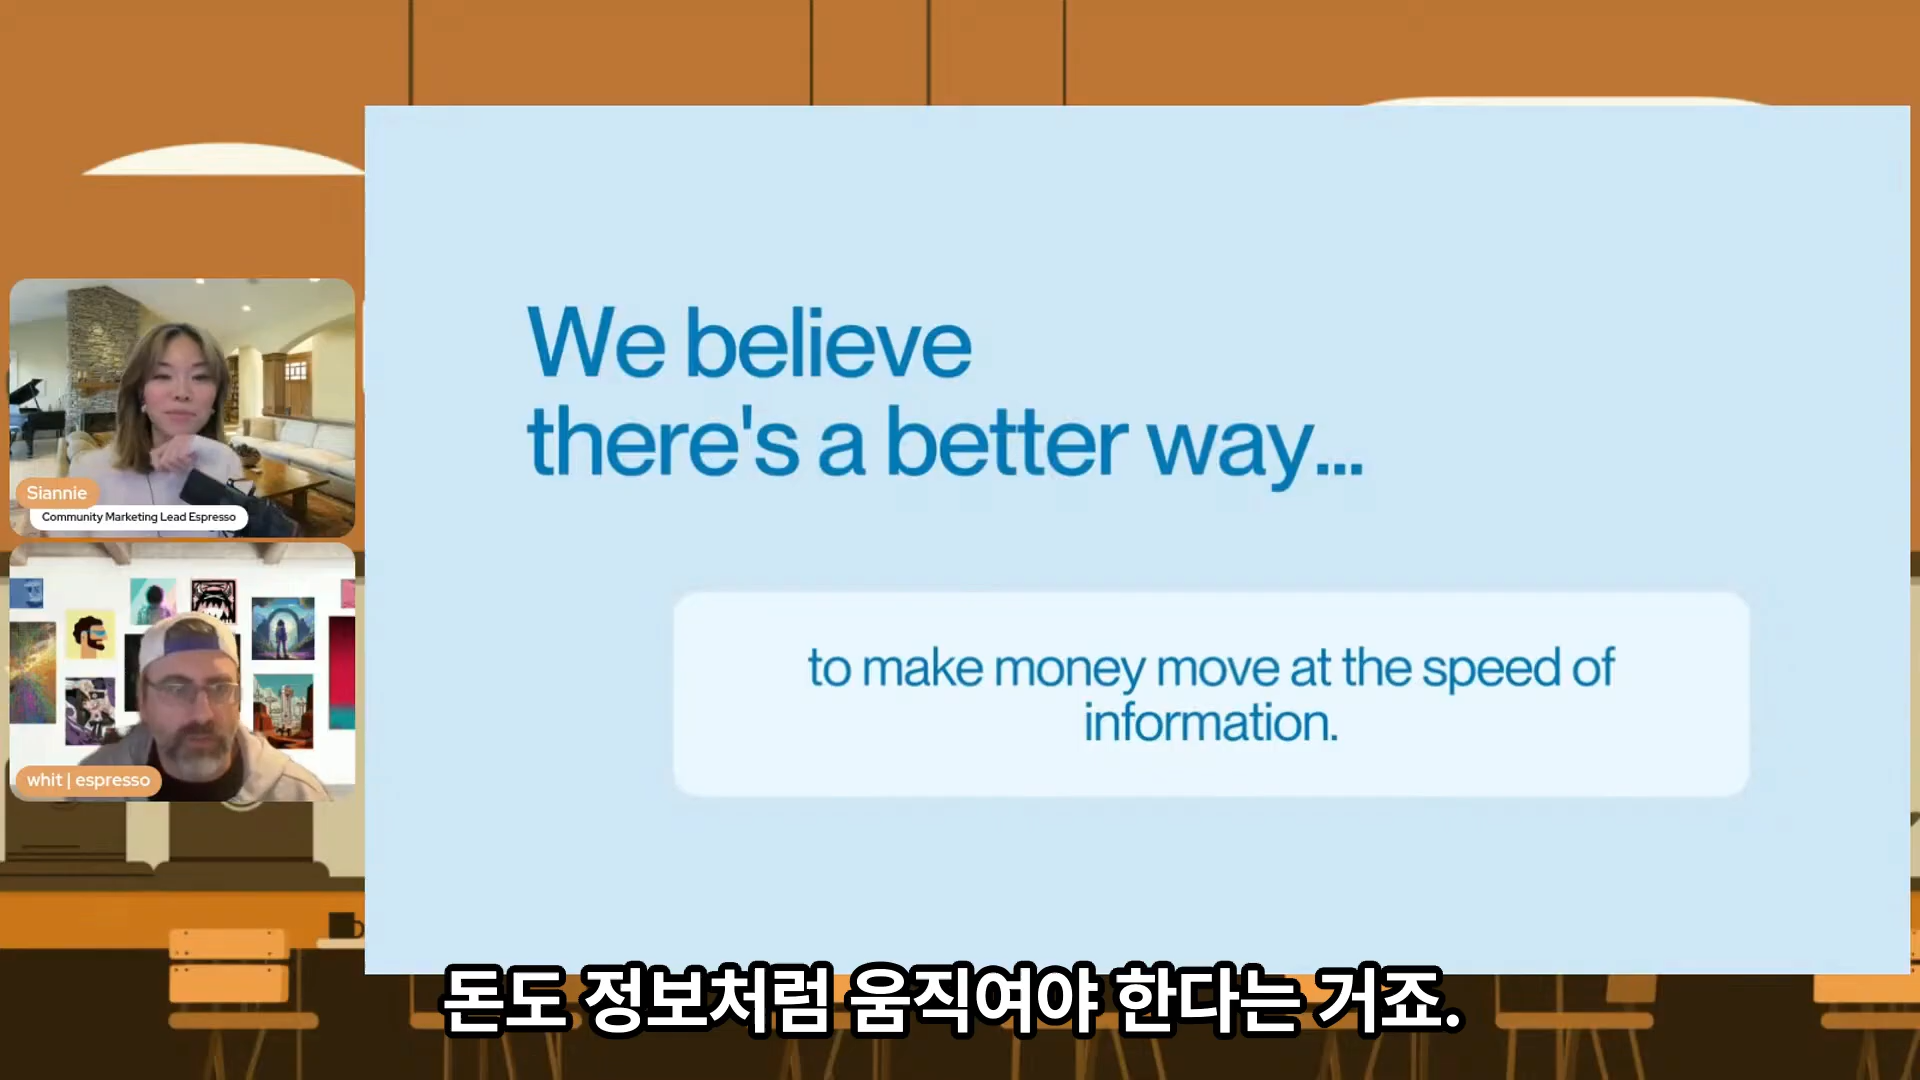 We believe
there's a better way...
to make money move at the speed of
information.
Siannie
Community Marketing Lead Espresso
whit | espresso
돈도 정보처럼 움직여야 한다는 거죠.